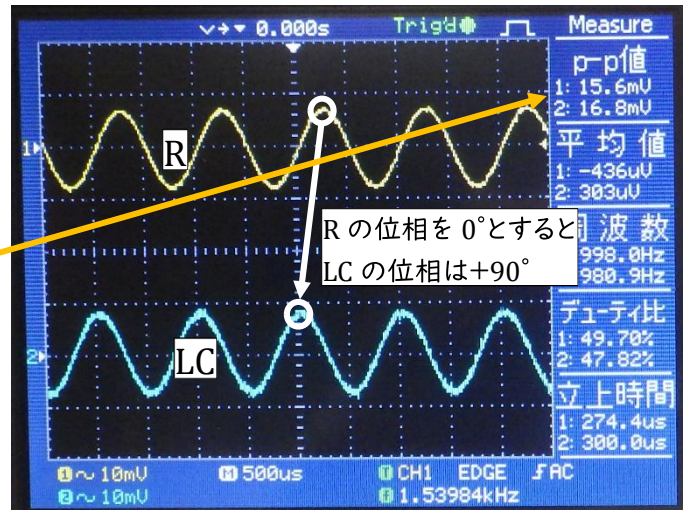 0.000s Trig'd Measure
p-p値
1: 15.6mV
2: 16.8mV
平均値
1: -436uV
2: 303uV
波数
998.0Hz
980.9Hz
デューティ比
1: 49.70%
2: 47.82%
立上時間
1: 274.4us
2: 300.0us
1
R
R の位相を 0°とすると
LC の位相は+90°
2
LC
1 ~ 10mV M 500us T CH1 EDGE AC
2 ~ 10mV f 1.53984kHz